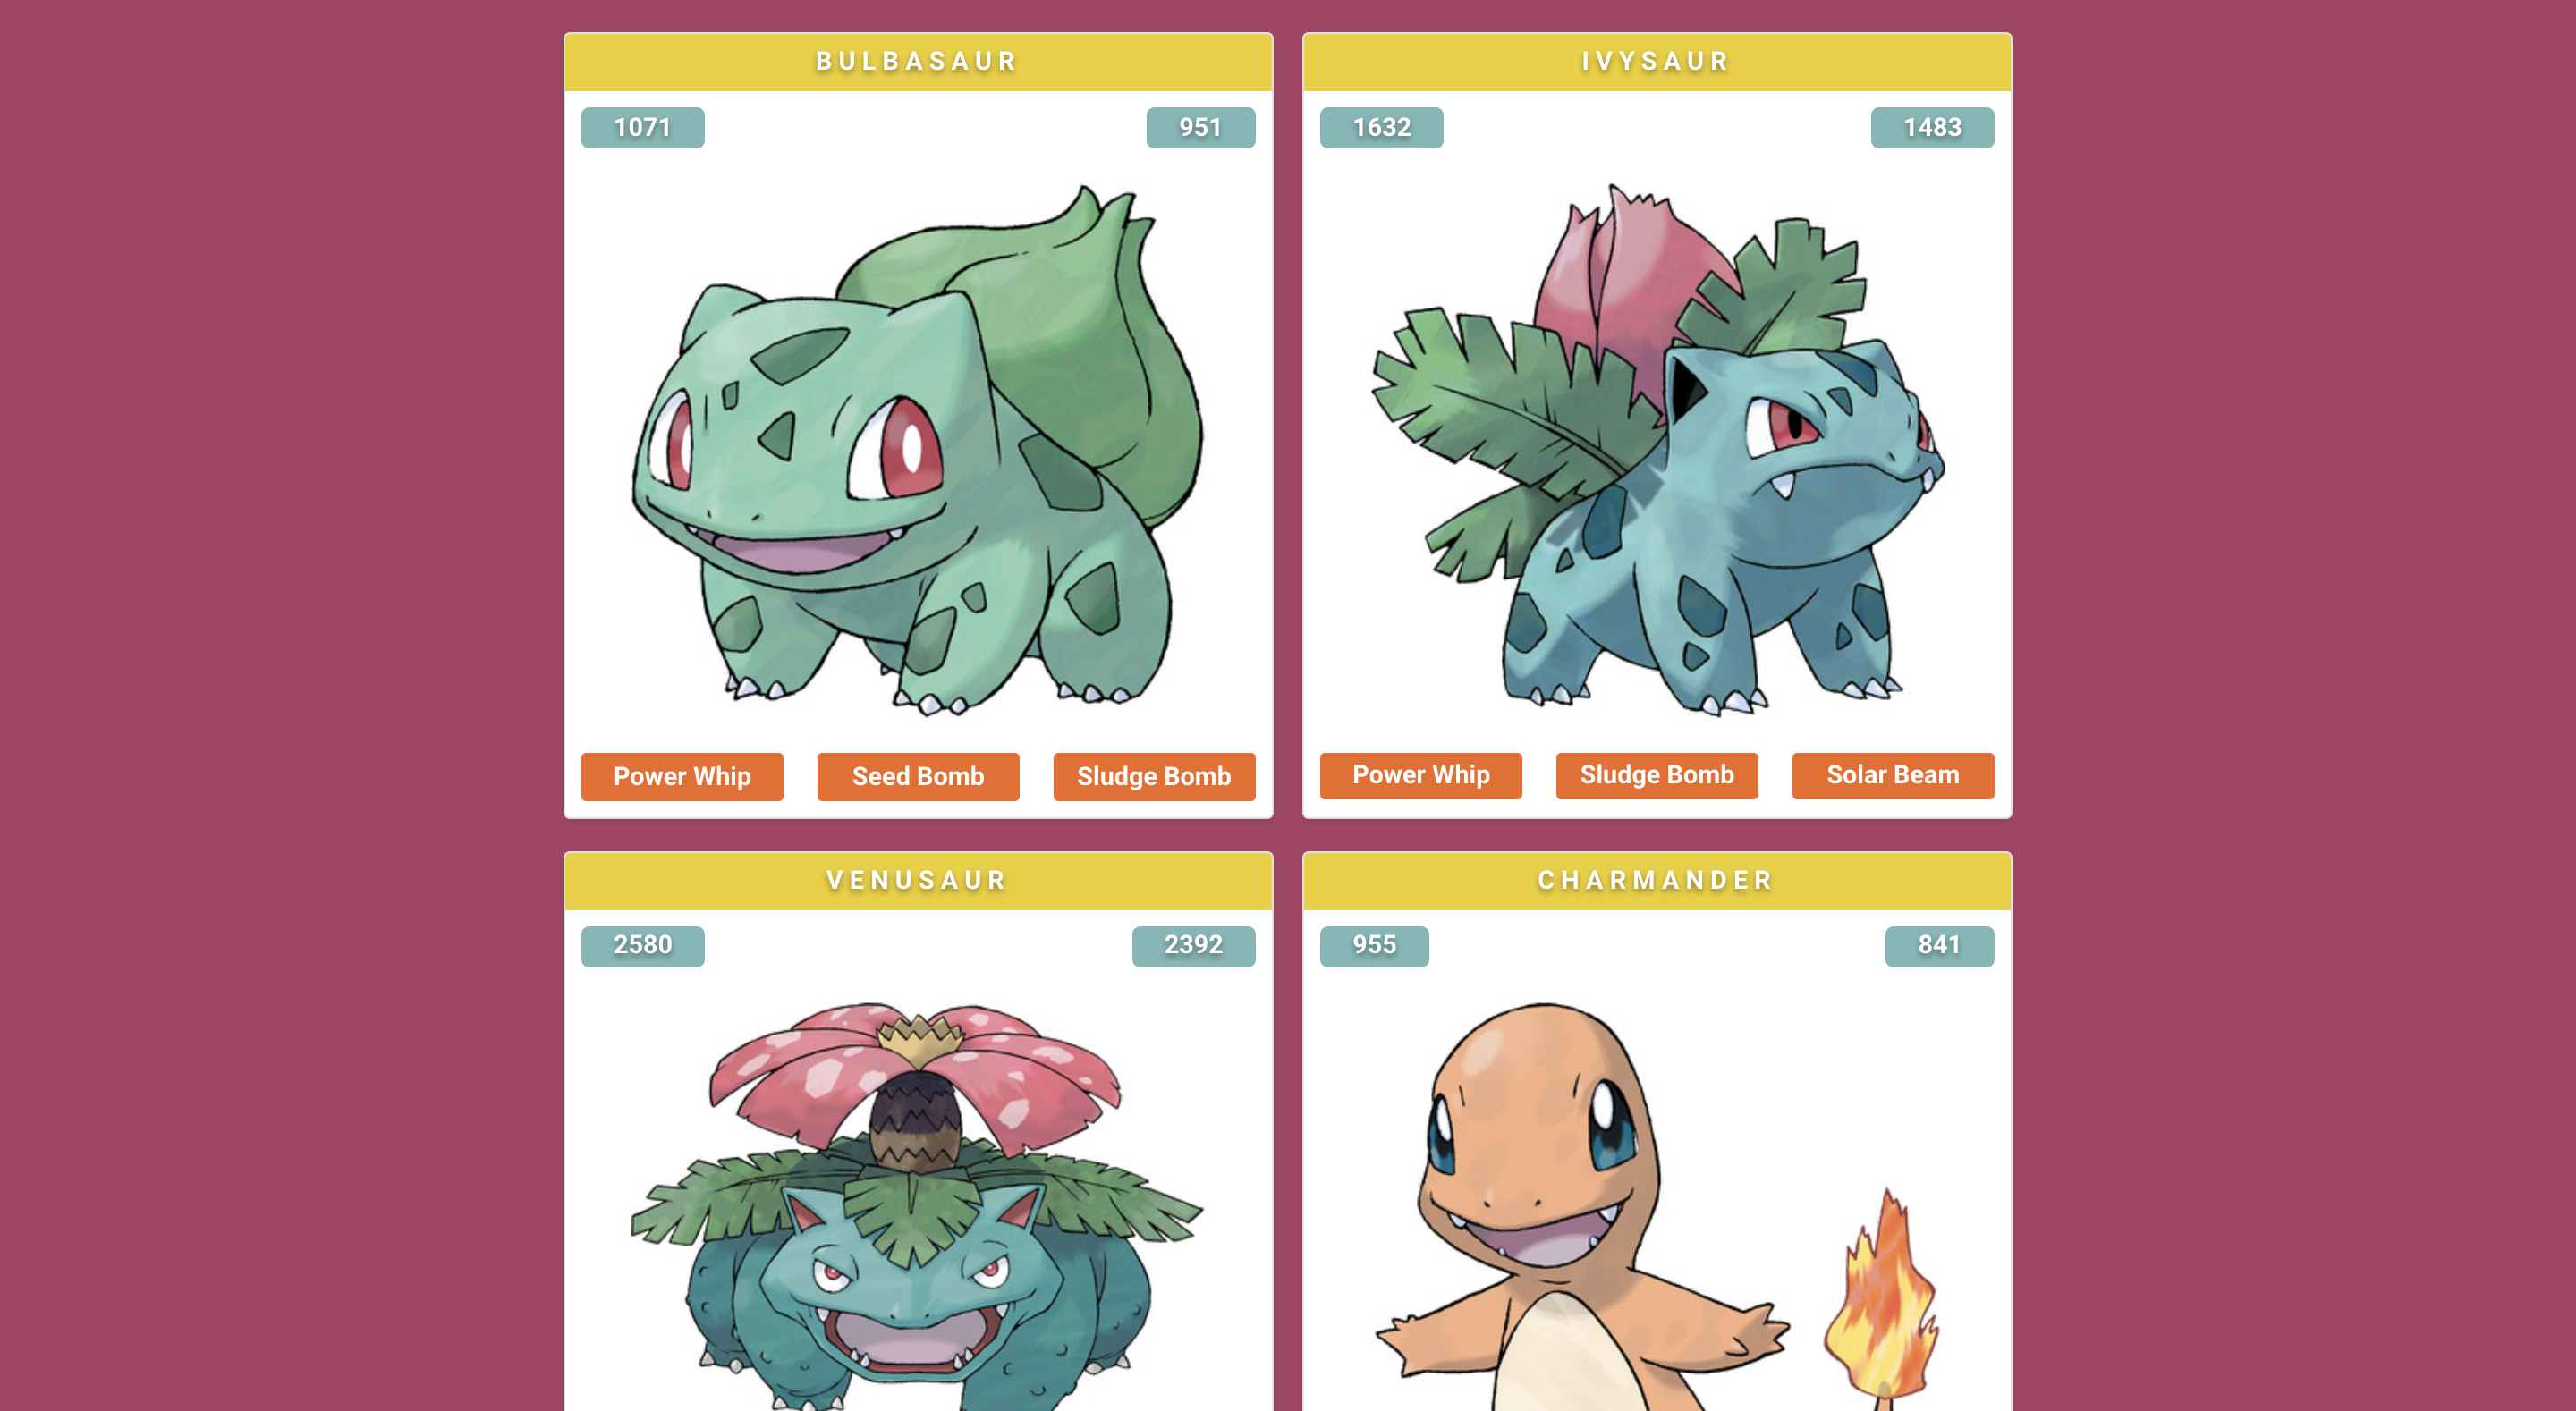 BULBASAUR
1071 951
Power Whip Seed Bomb Sludge Bomb
IVYSAUR
1632 1483
Power Whip Sludge Bomb Solar Beam
VENUSAUR
2580 2392
CHARMANDER
955 841